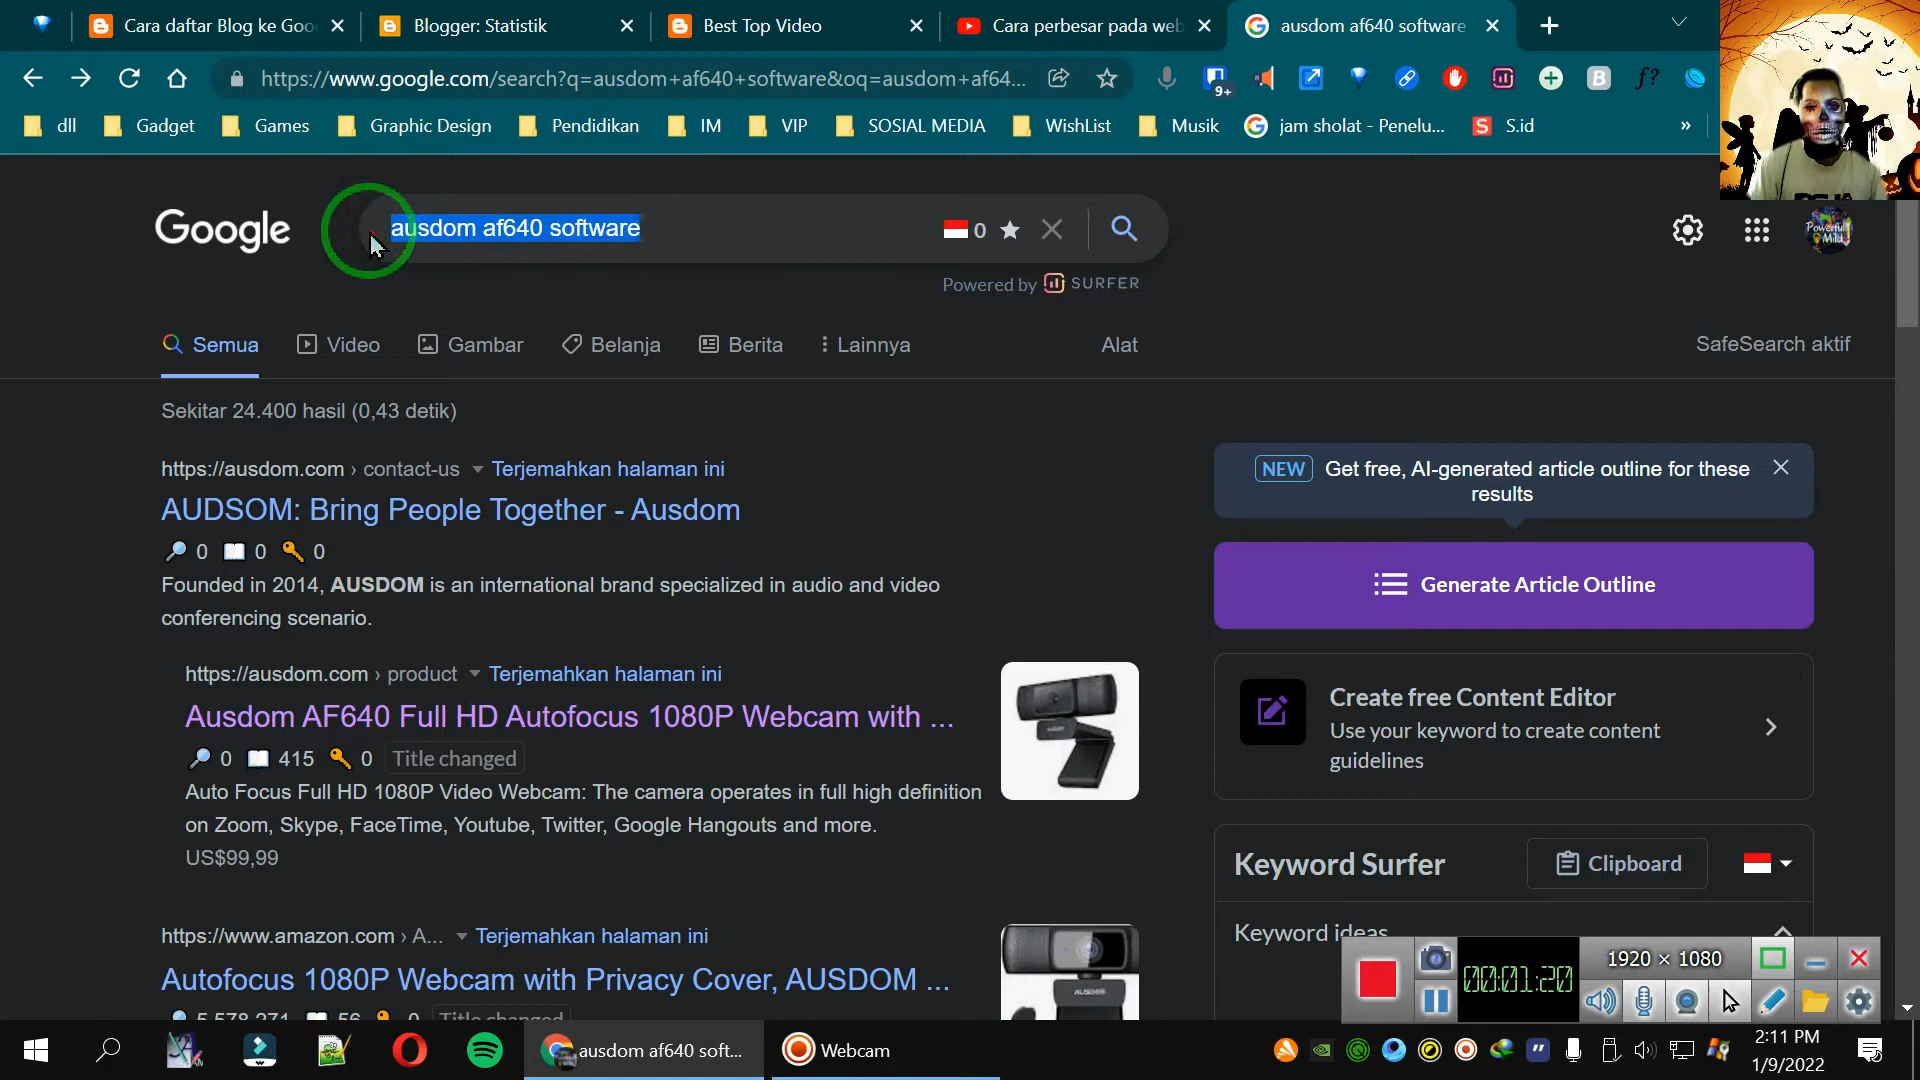 Cara daftar Blog ke Goo
Blogger: Statistik
Best Top Video
Cara perbesar pada web
ausdom af640 software
https://www.google.com/search?q=ausdom+af640+software&oq=ausdom+af64...
9+
dll
Gadget
Games
Graphic Design
Pendidikan
IM
VIP
SOSIAL MEDIA
WishList
Musik
jam sholat - Penelu...
S.id
»
Google
ausdom af640 software
0
Powered by SURFER
Semua
Video
Gambar
Belanja
Berita
Lainnya
Alat
SafeSearch aktif
Sekitar 24.400 hasil (0,43 detik)
https://ausdom.com › contact-us
Terjemahkan halaman ini
AUDSOM: Bring People Together - Ausdom
0 0 0
Founded in 2014, AUSDOM is an international brand specialized in audio and video
conferencing scenario.
https://ausdom.com › product
Terjemahkan halaman ini
Ausdom AF640 Full HD Autofocus 1080P Webcam with ...
0 415 0 Title changed
Auto Focus Full HD 1080P Video Webcam: The camera operates in full high definition
on Zoom, Skype, FaceTime, Youtube, Twitter, Google Hangouts and more.
US$99,99
https://www.amazon.com › A...
Terjemahkan halaman ini
Autofocus 1080P Webcam with Privacy Cover, AUSDOM ...
5.578.271 56 0 Title changed
NEW Get free, AI-generated article outline for these
results
Generate Article Outline
Create free Content Editor
Use your keyword to create content
guidelines
Keyword Surfer
Clipboard
Keyword ideas
00:01:20
1920 × 1080
ausdom af640 soft...
Webcam
2:11 PM
1/9/2022